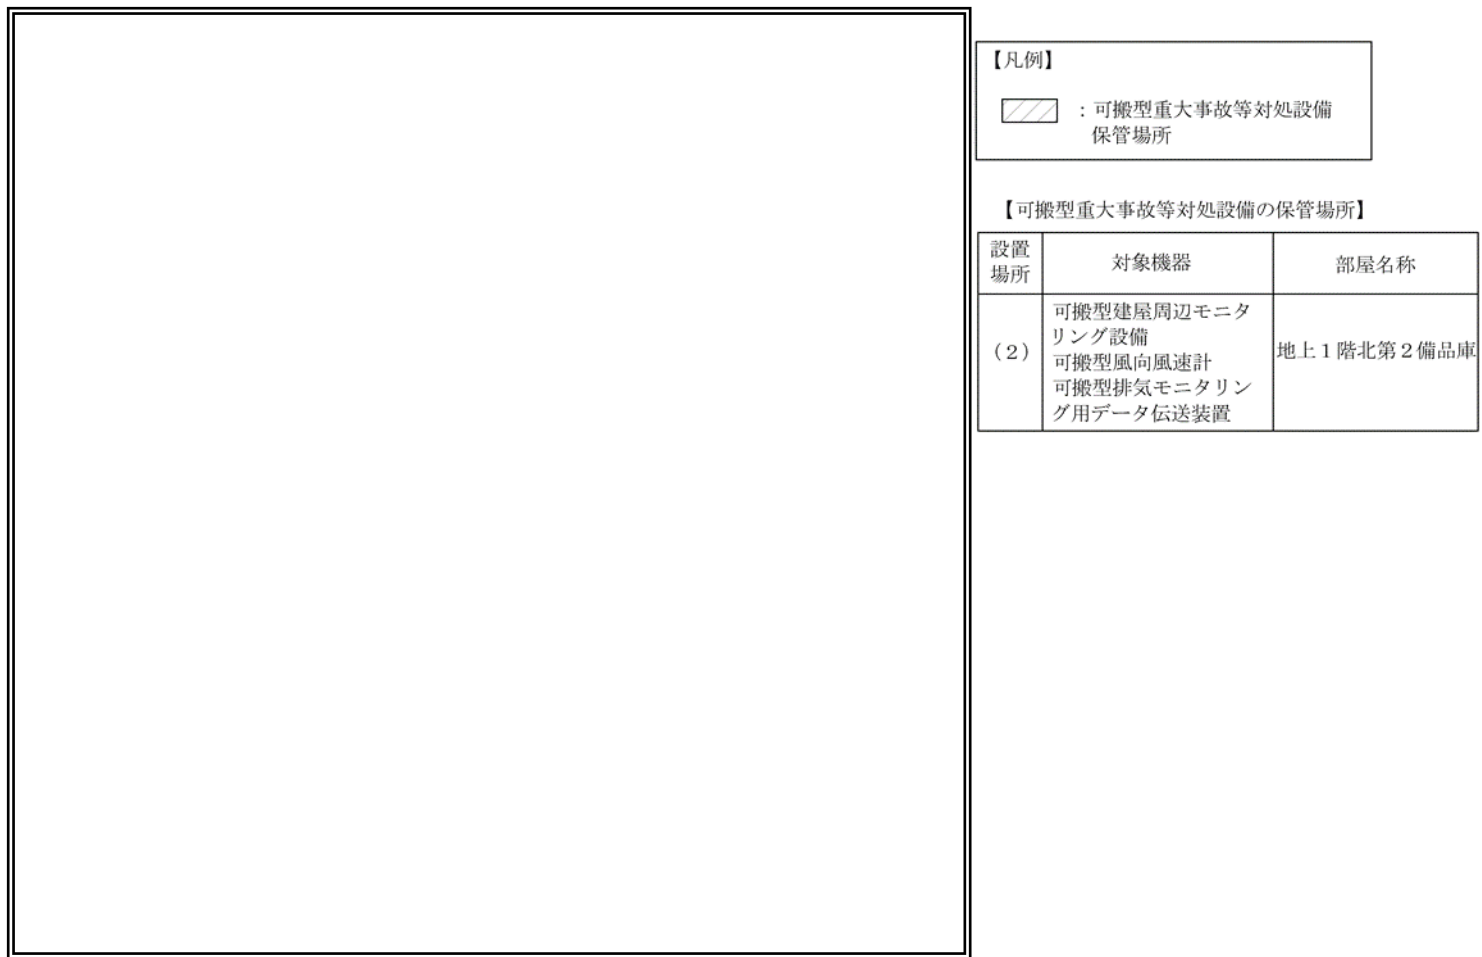 【凡例】
：可搬型重大事故等対処設備
保管場所
【可搬型重大事故等対処設備の保管場所】
設置
場所
対象機器
部屋名称
（２）
可搬型建屋周辺モニタ
リング設備
可搬型風向風速計
可搬型排気モニタリン
グ用データ伝送装置
地上１階北第２備品庫